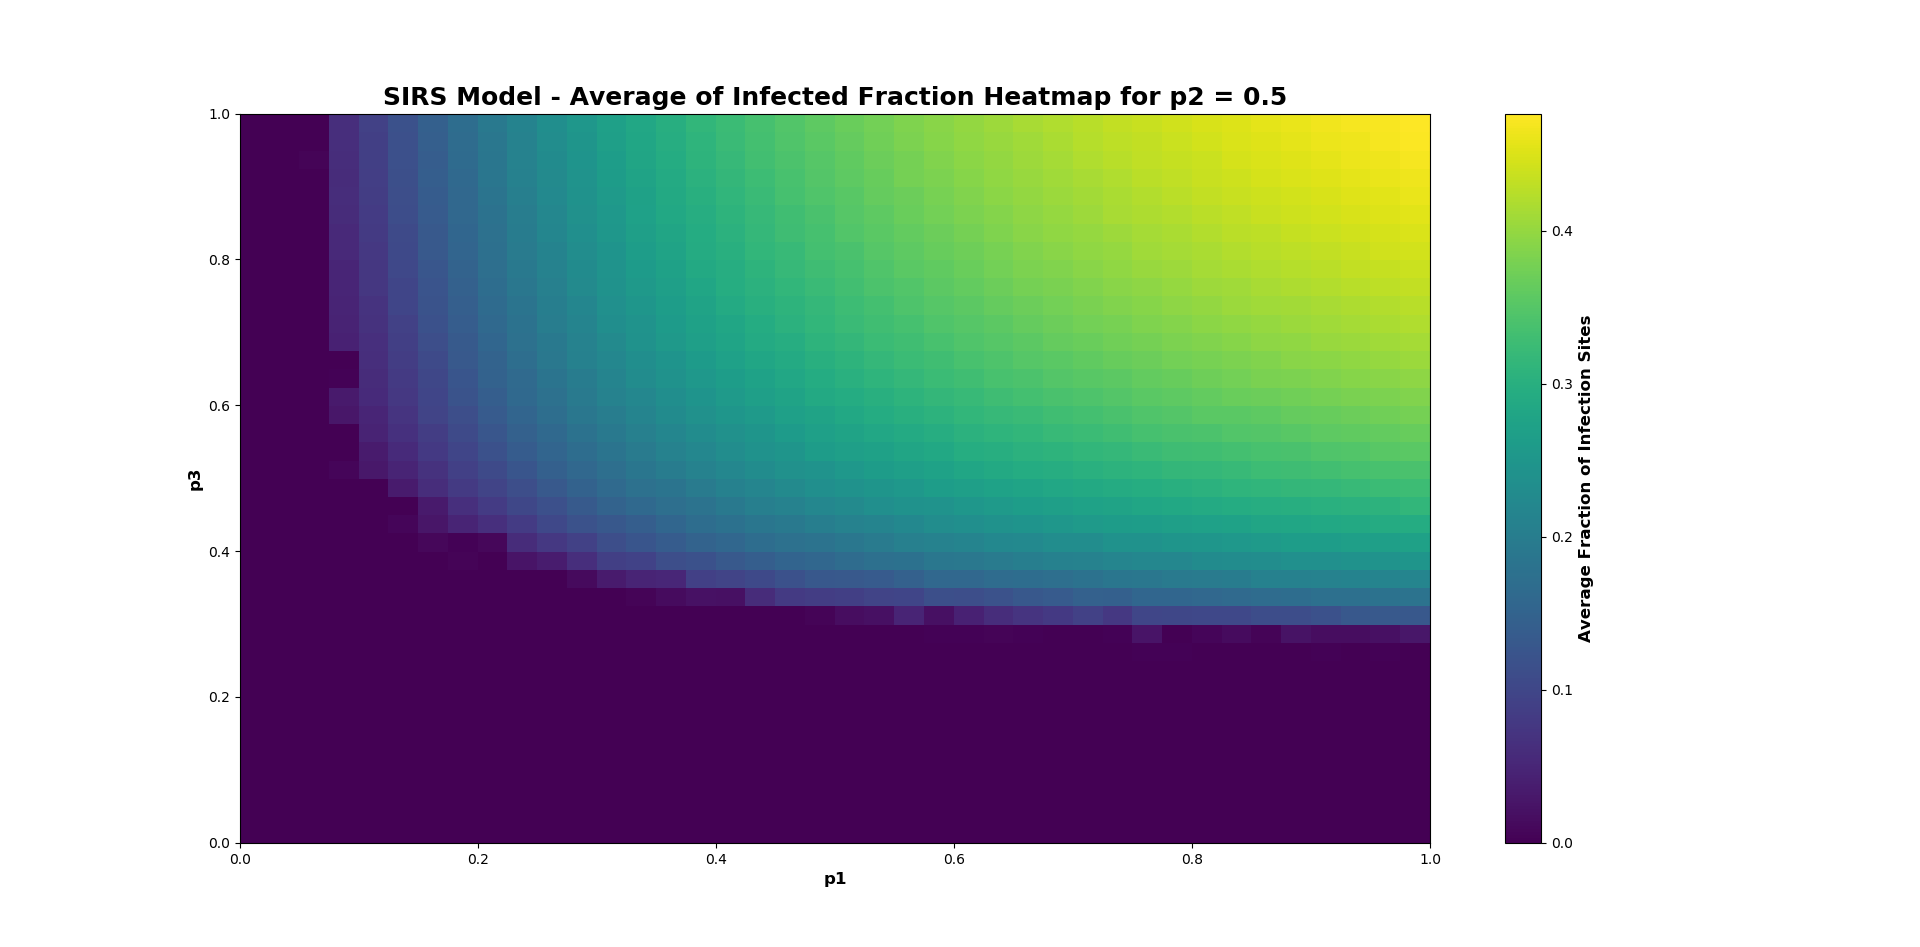 SIRS Model - Average of Infected Fraction Heatmap for p2 = 0.5
1.0
0.8
0.6
0.4
0.2
0.0
p3
0.0 0.2 0.4 0.6 0.8 1.0
p1
0.4
0.3
0.2
0.1
0.0
Average Fraction of Infection Sites